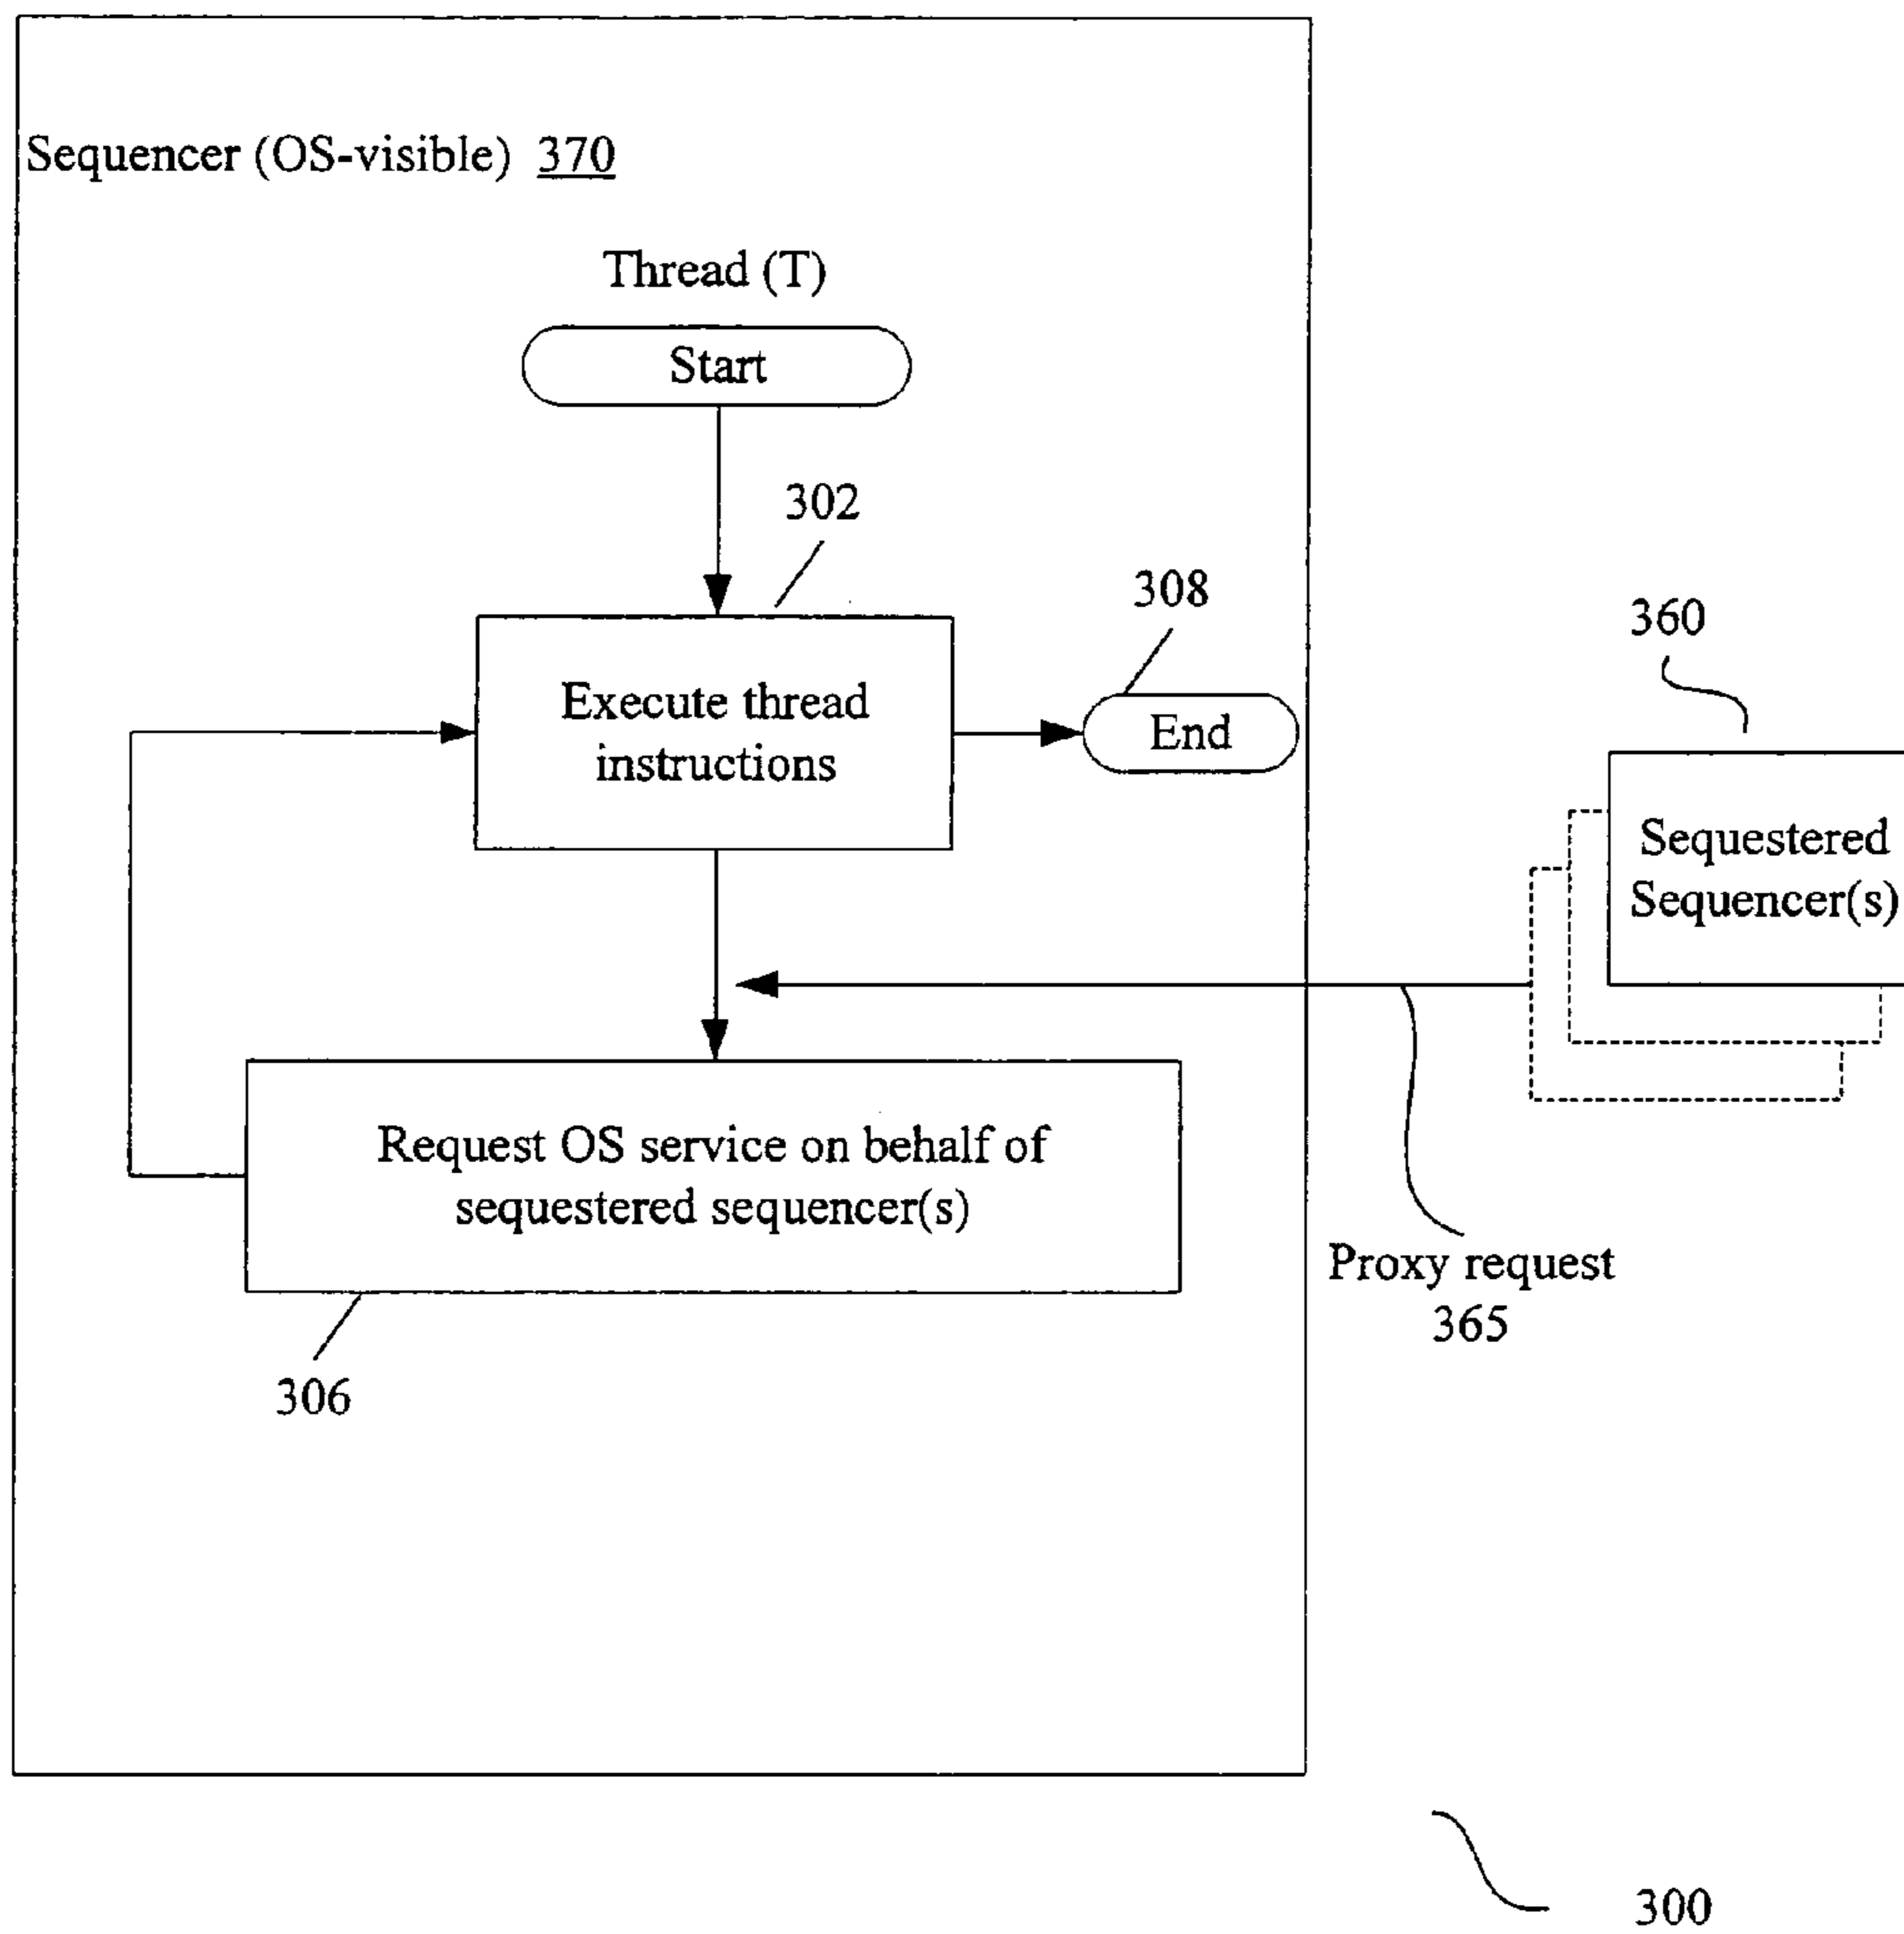 Sequencer (OS-visible) 370
Thread (T)
Start
302
Execute thread
instructions
308
End
360
Sequestered
Sequencer(s)
Request OS service on behalf of
sequestered sequencer(s)
306
Proxy request
365
300